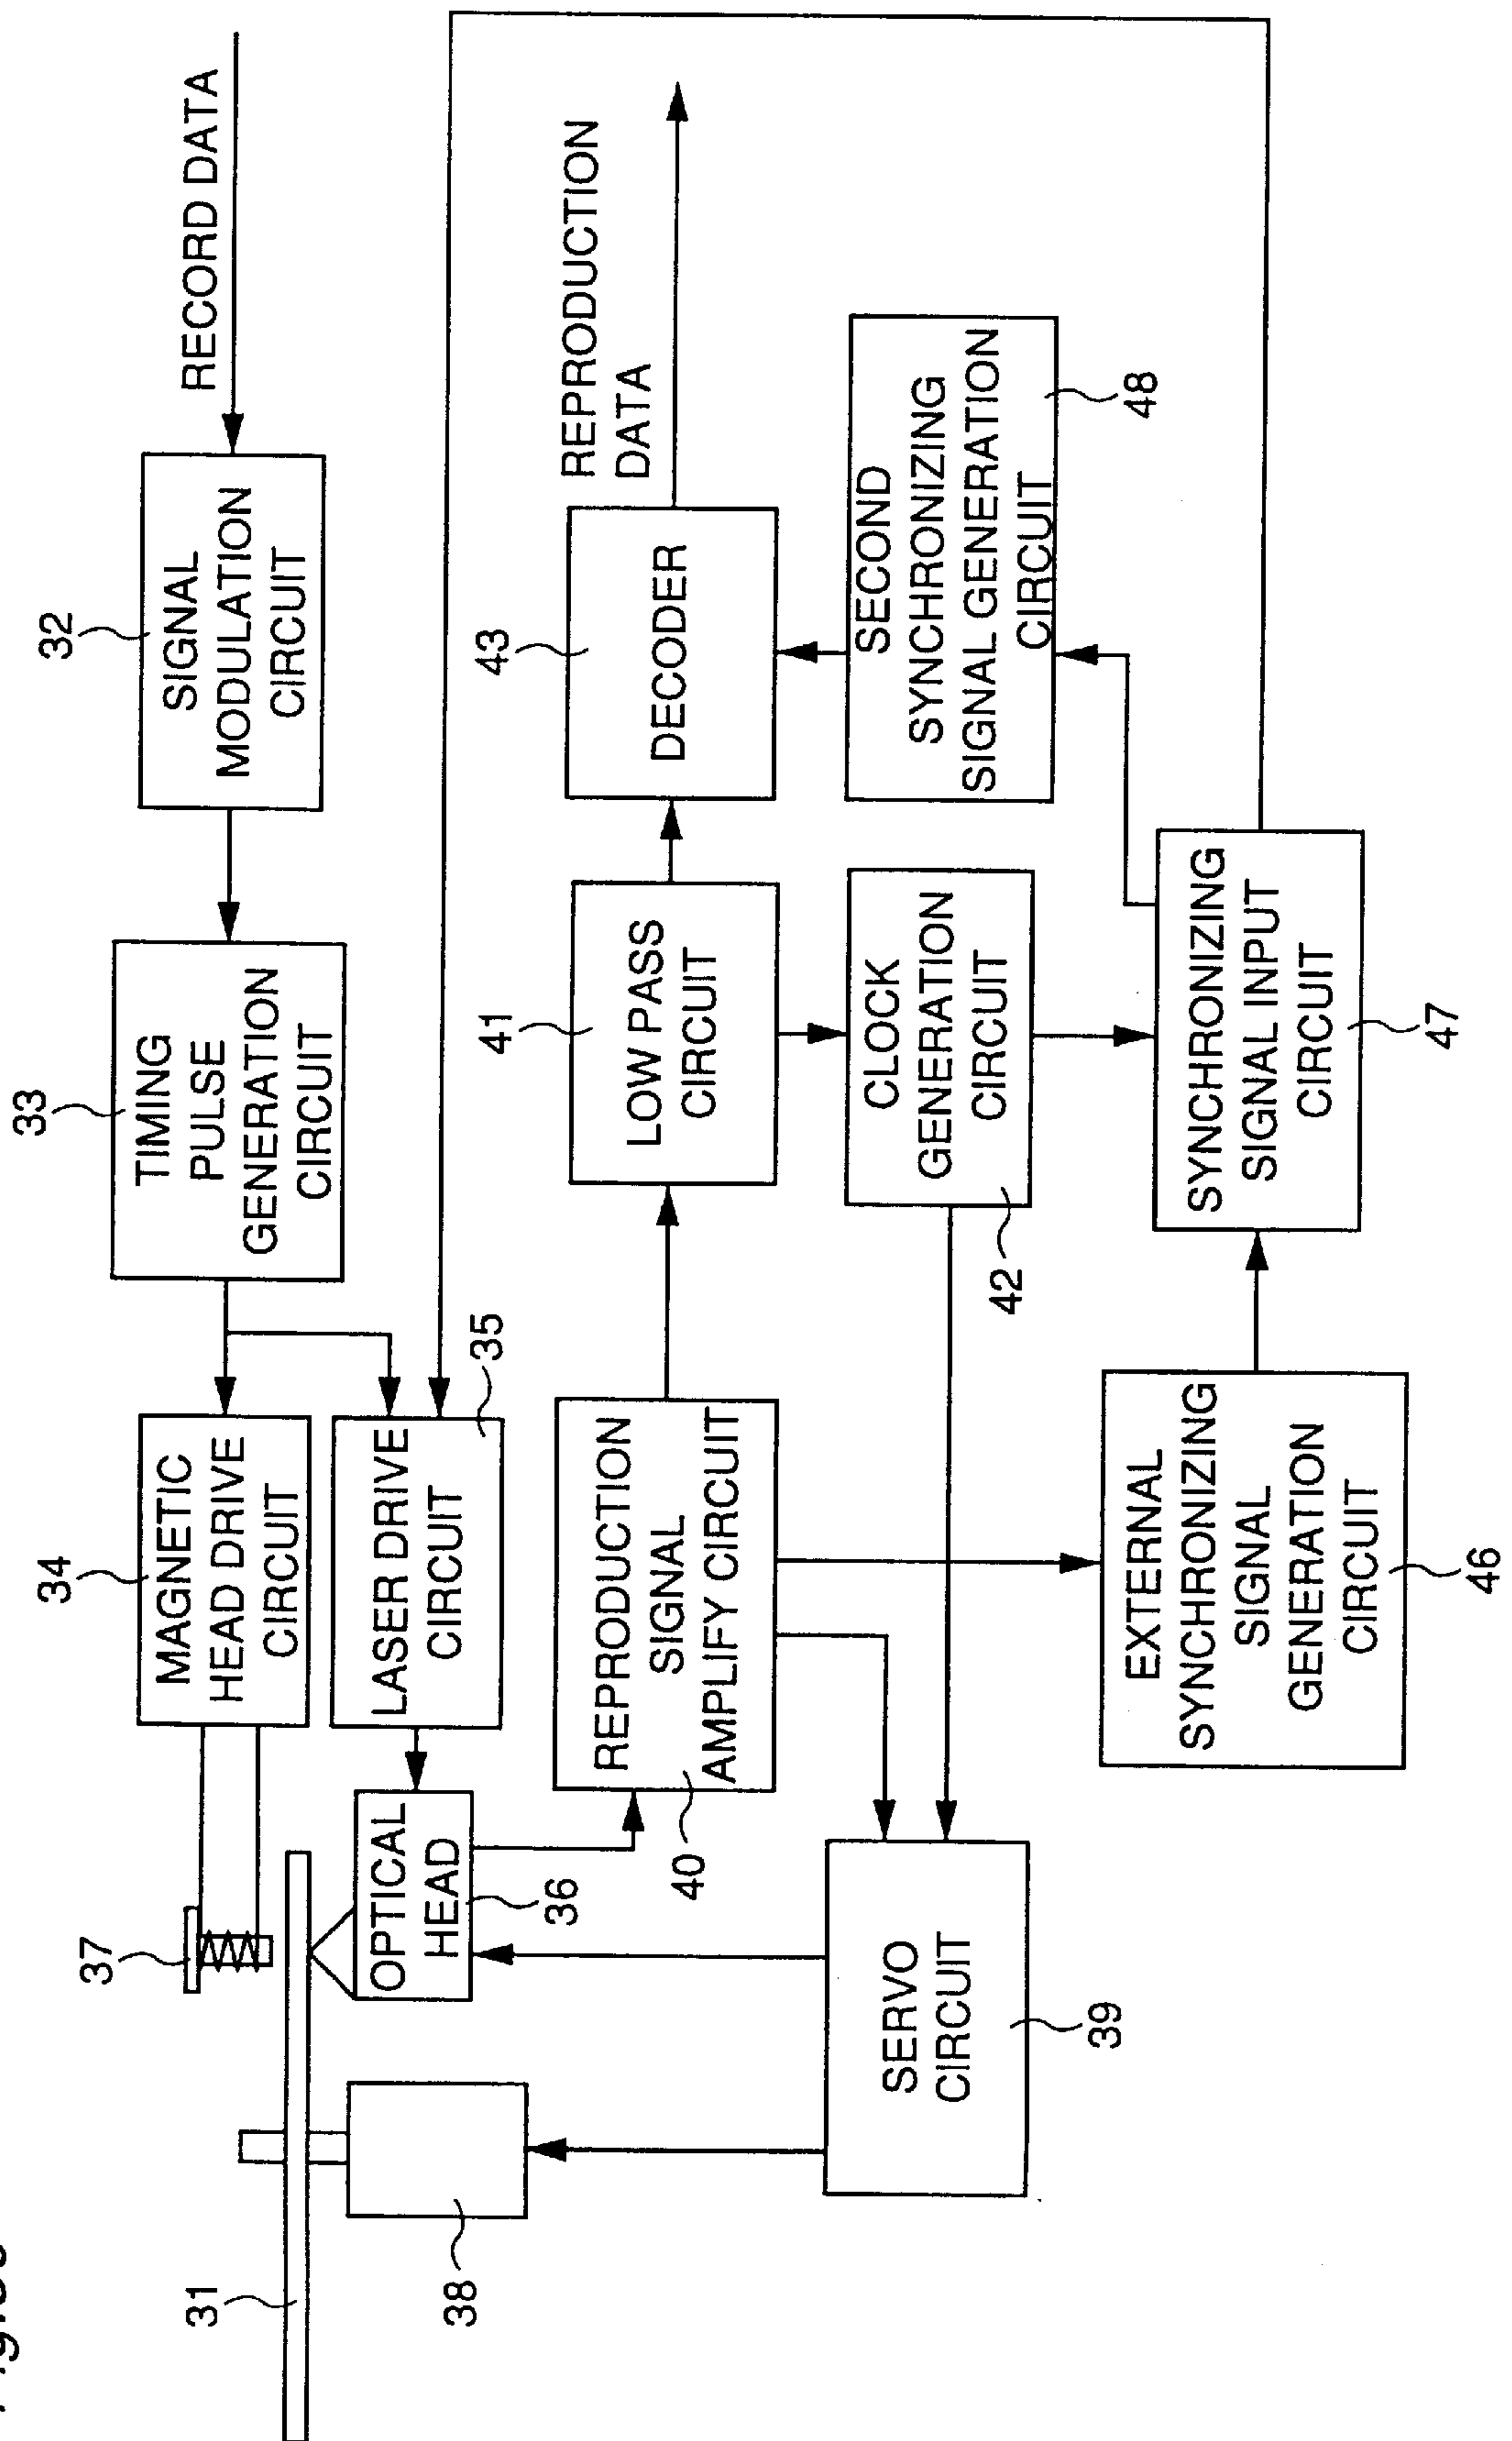 RECORD DATA
32
SIGNAL
MODULATION
CIRCUIT
33
TIMING
PULSE
GENERATION
CIRCUIT
34
MAGNETIC
HEAD DRIVE
CIRCUIT
LASER DRIVE
CIRCUIT
35
37
OPTICAL
HEAD
36
31
38
REPRODUCTION
SIGNAL
AMPLIFY CIRCUIT
40
41
LOW PASS
CIRCUIT
43
DECODER
REPRODUCTION
DATA
CLOCK
GENERATION
CIRCUIT
42
SECOND
SYNCHRONIZING
SIGNAL GENERATION
CIRCUIT
48
SERVO
CIRCUIT
39
EXTERNAL
SYNCHRONIZING
SIGNAL
GENERATION
CIRCUIT
46
SYNCHRONIZING
SIGNAL INPUT
CIRCUIT
47